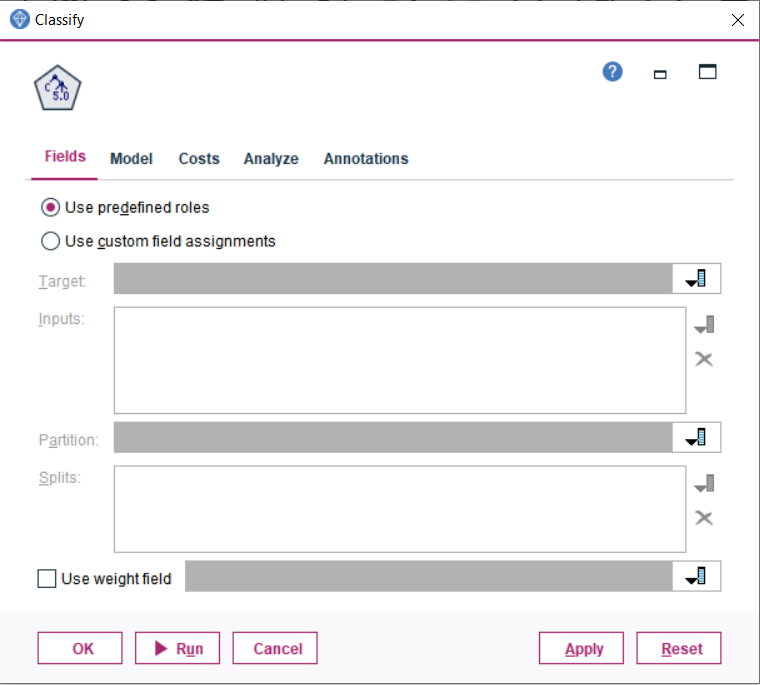 Classify
?
C 5.0
Fields Model Costs Analyze Annotations
Use predefined roles
Use custom field assignments
Target:
Inputs:
Partition:
Splits:
Use weight field
OK Run Cancel Apply Reset